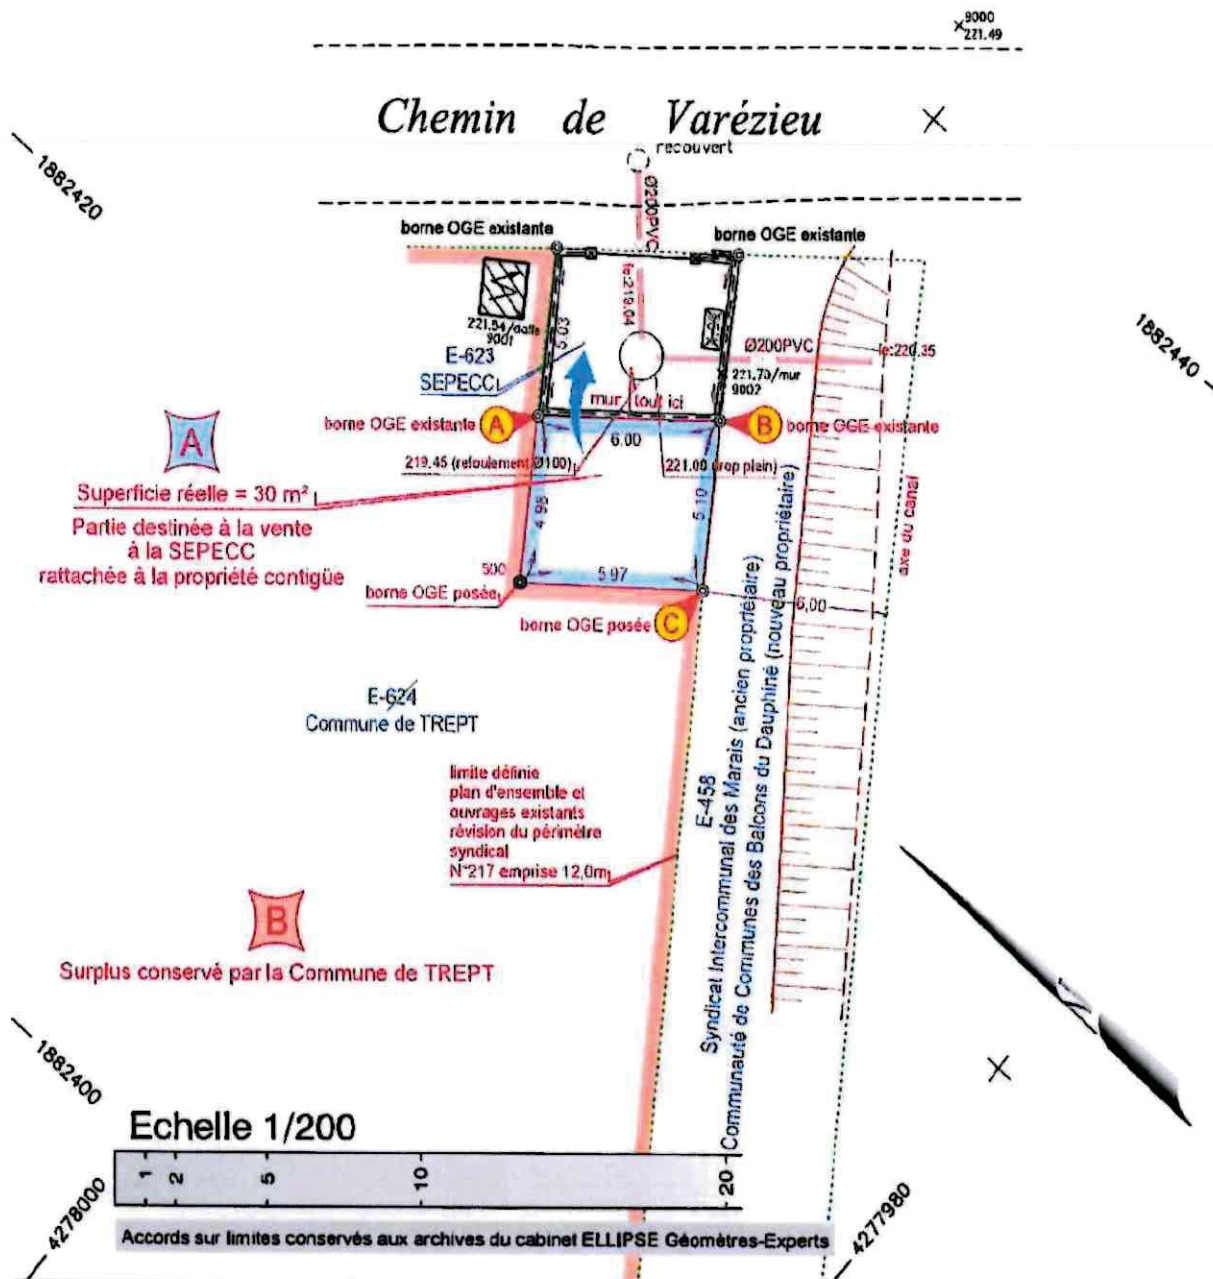 9000
221.49
Chemin de Varézieu
recouvert
1882420
Ø200PVC
borne OGE existante
borne OGE existante
fe:219.04
221.94/dalle
9001
5.03
E-623
SEPECC
Ø200PVC
fe:220.35
1882440
221.70/mur
9002
mur tout ici
borne OGE existante
A
B
borne OGE existante
6.00
A
219.45 (refoulement Ø100)
221.00 (trop plein)
Superficie réelle = 30 m²
Partie destinée à la vente
à la SEPECC
rattachée à la propriété contigüe
4.98
5.10
500
5.97
borne OGE posée
borne OGE posée
C
6,00
axe du canal
E-624
Commune de TREPT
limite définie
plan d'ensemble et
ouvrages existants
révision du périmètre
syndical
N°217 emprise 12,0m
E-458
Syndicat Intercommunal des Marais (ancien propriétaire)
Communauté de Communes des Balcons du Dauphiné (nouveau propriétaire)
B
Surplus conservé par la Commune de TREPT
1882400
Echelle 1/200
1 2 5 10 20
4278000
4277980
Accords sur limites conservés aux archives du cabinet ELLIPSE Géomètres-Experts